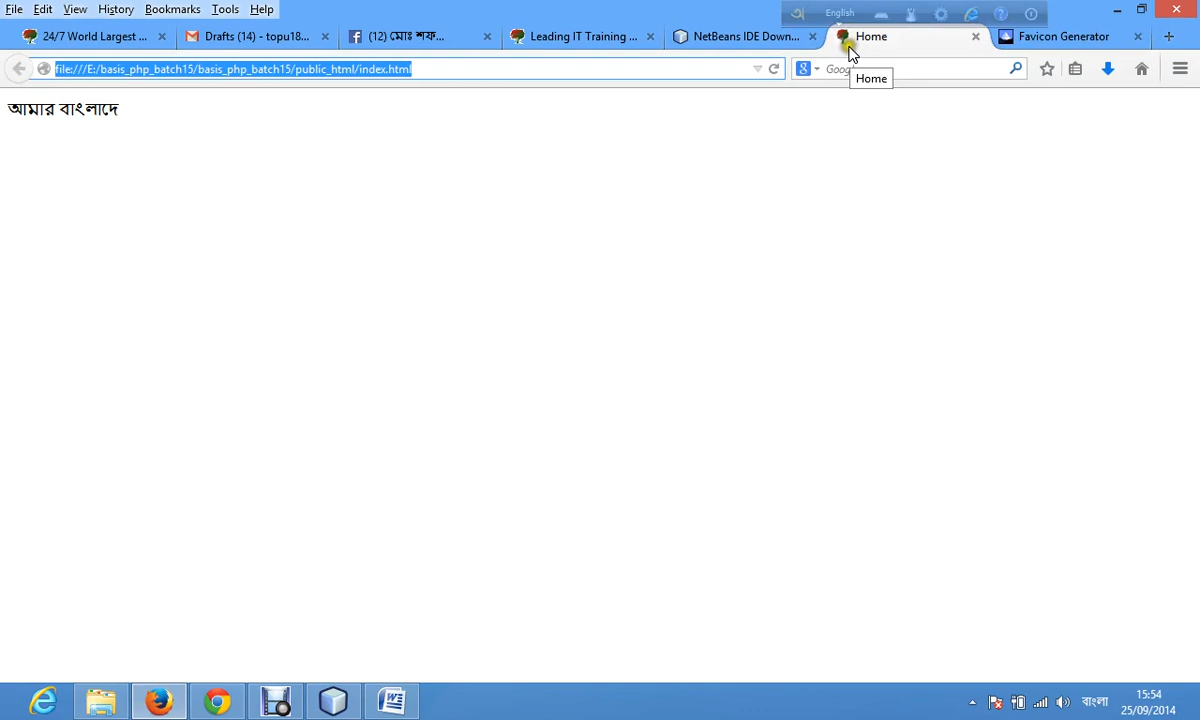 File Edit View History Bookmarks Tools Help
English
24/7 World Largest ...
Drafts (14) - topu18...
(12) মোঃ শফ...
Leading IT Training ...
NetBeans IDE Down...
Home
Favicon Generator
file:///E:/basis_php_batch15/basis_php_batch15/public_html/index.html
Home
আমার বাংলাদে
বাংলা
15:54
25/09/2014